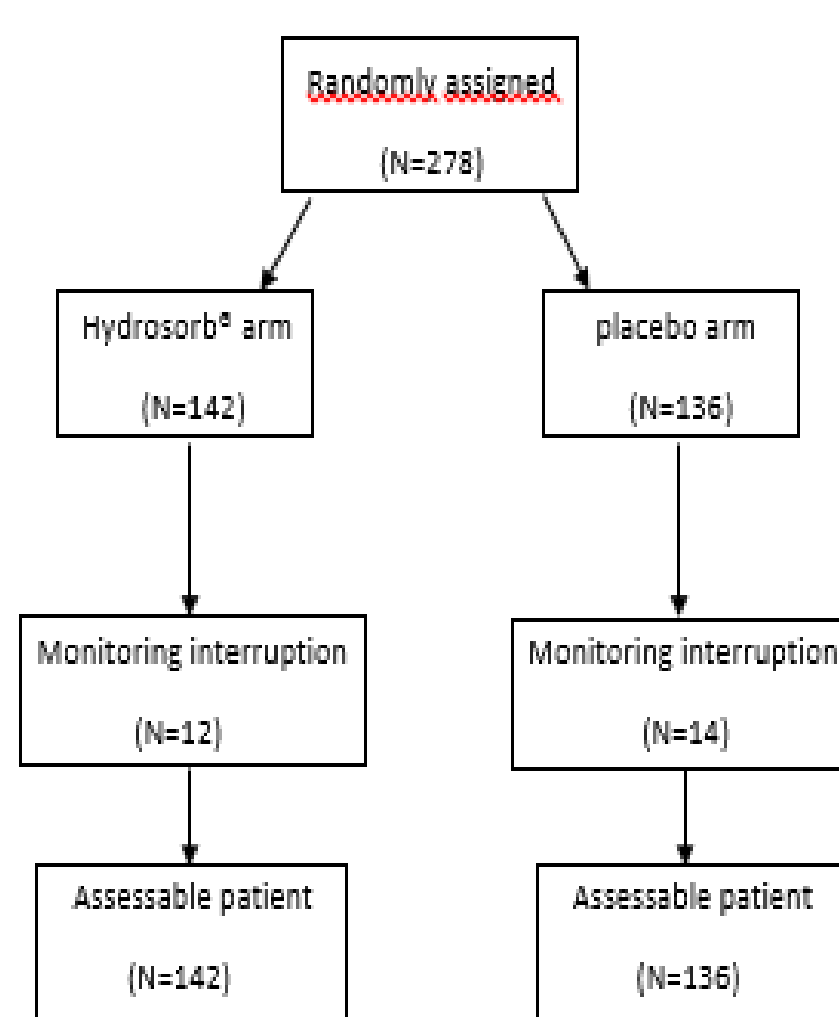 Randomly assigned
(N=278)
Hydrosorb® arm
(N=142)
placebo arm
(N=136)
Monitoring interruption
(N=12)
Monitoring interruption
(N=14)
Assessable patient
(N=142)
Assessable patient
(N=136)